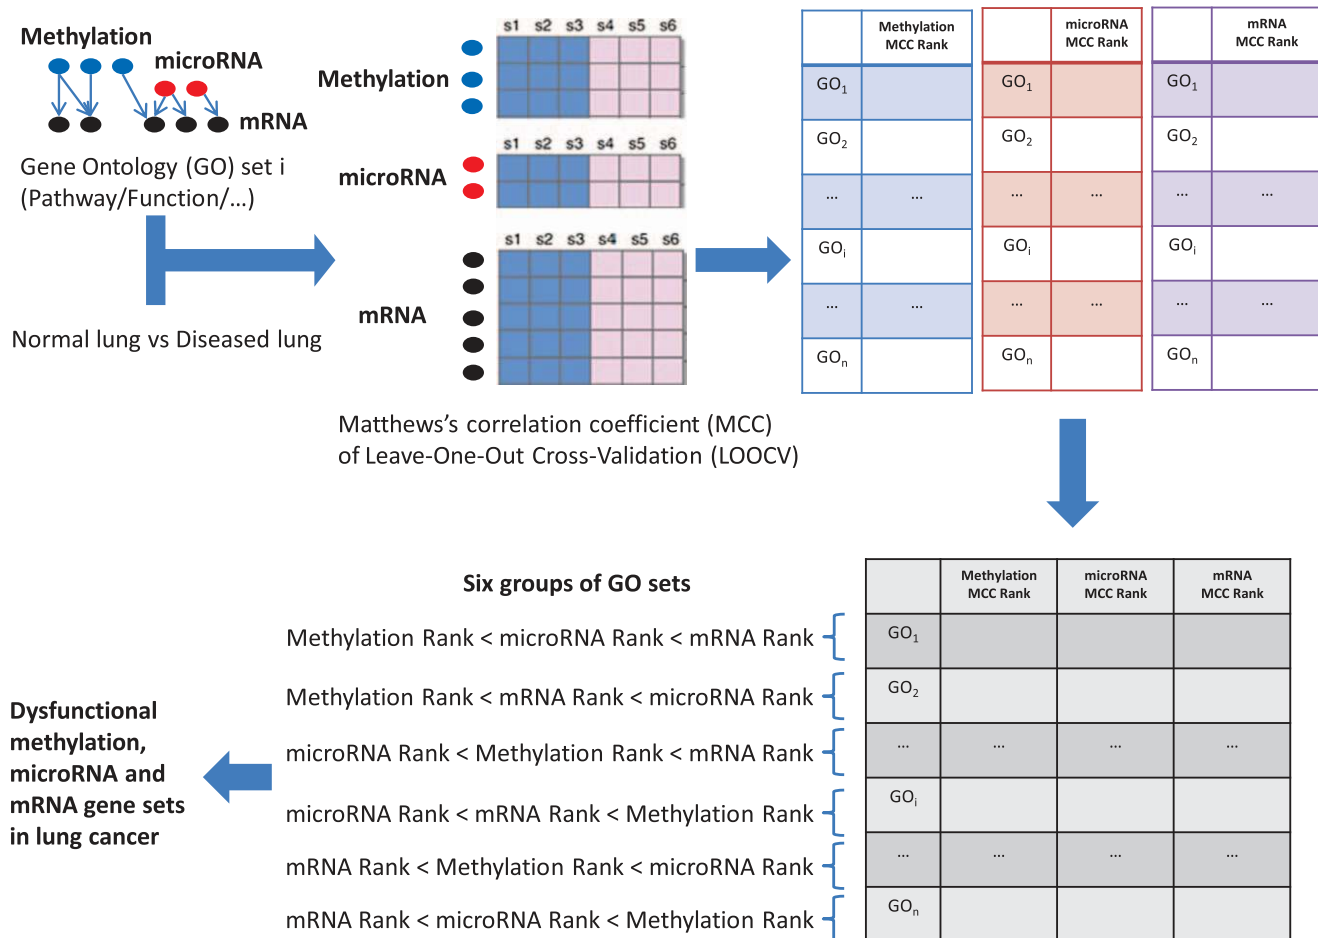 Methylation
microRNA
mRNA
Gene Ontology (GO) set i
(Pathway/Function/...)
Normal lung vs Diseased lung
s1 s2 s3 s4 s5 s6
Methylation
s1 s2 s3 s4 s5 s6
microRNA
s1 s2 s3 s4 s5 s6
mRNA
Matthews's correlation coefficient (MCC)
of Leave-One-Out Cross-Validation (LOOCV)
Methylation
MCC Rank
GO1
GO2
... ...
GOi
... ...
GOn
microRNA
MCC Rank
GO1
GO2
... ...
GOi
... ...
GOn
mRNA
MCC Rank
GO1
GO2
... ...
GOi
... ...
GOn
Methylation
MCC Rank
microRNA
MCC Rank
mRNA
MCC Rank
GO1
GO2
... ... ... ...
GOi
... ... ... ...
GOn
Six groups of GO sets
Methylation Rank < microRNA Rank < mRNA Rank
Methylation Rank < mRNA Rank < microRNA Rank
microRNA Rank < Methylation Rank < mRNA Rank
microRNA Rank < mRNA Rank < Methylation Rank
mRNA Rank < Methylation Rank < microRNA Rank
mRNA Rank < microRNA Rank < Methylation Rank
Dysfunctional
methylation,
microRNA and
mRNA gene sets
in lung cancer